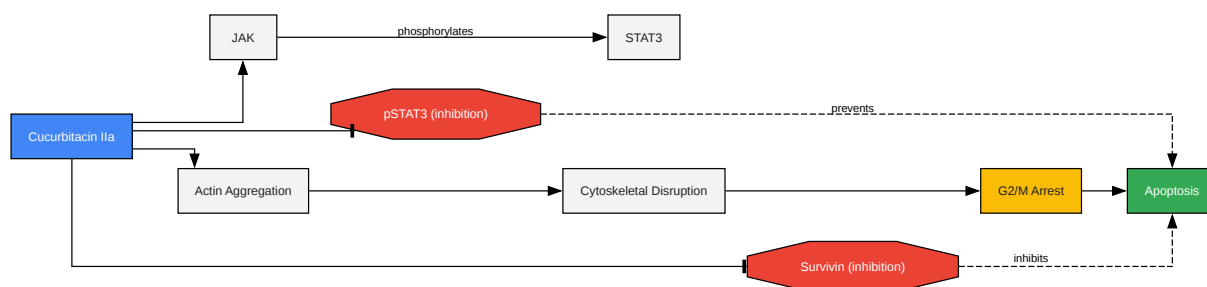 JAK
phosphorylates
STAT3
pSTAT3 (inhibition)
prevents
Cucurbitacin IIa
Actin Aggregation
Cytoskeletal Disruption
G2/M Arrest
Apoptosis
Survivin (inhibition)
inhibits